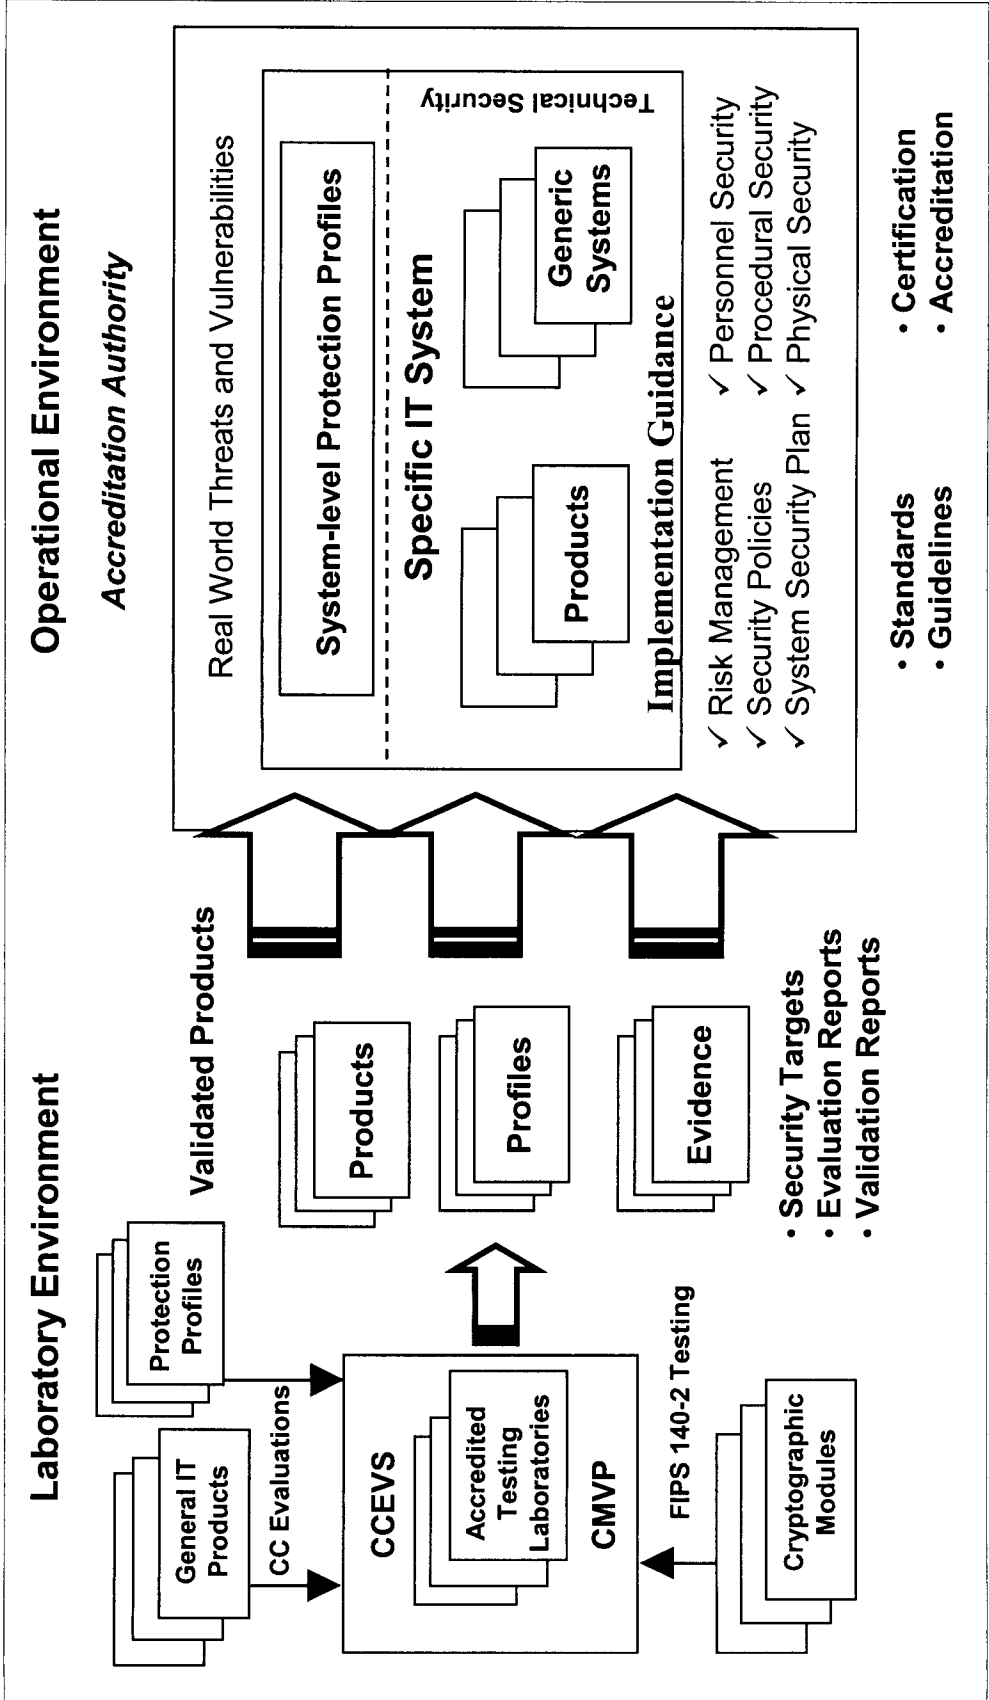 Laboratory Environment
Operational Environment
Accreditation Authority
General IT
Products
Protection
Profiles
CC Evaluations
CCEVS
Accredited
Testing
Laboratories
CMVP
FIPS 140-2 Testing
Cryptographic
Modules
Validated Products
Products
Profiles
Evidence
• Security Targets
• Evaluation Reports
• Validation Reports
Real World Threats and Vulnerabilities
System-level Protection Profiles
Specific IT System
Technical Security
Products
Generic
Systems
Implementation Guidance
✓ Risk Management ✓ Personnel Security
✓ Security Policies ✓ Procedural Security
✓ System Security Plan ✓ Physical Security
• Standards • Certification
• Guidelines • Accreditation